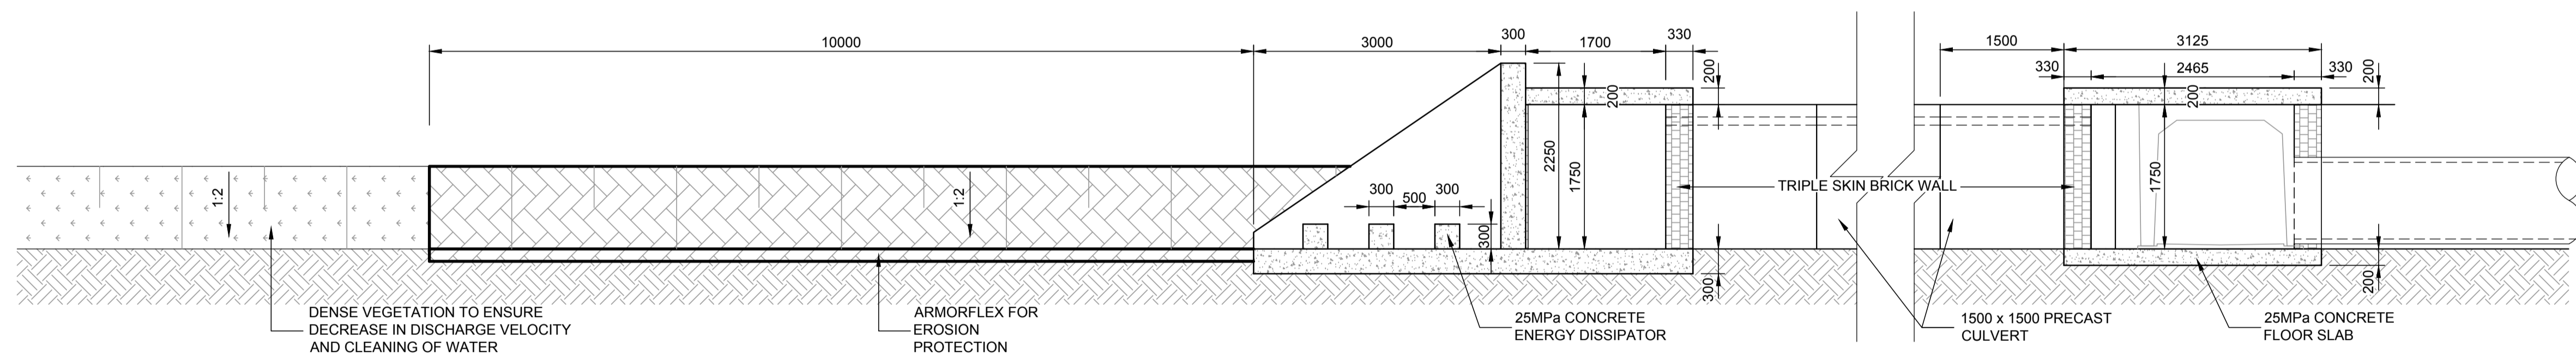 10000
3000
300
1700
330
200
200
2250
1750
300
500
300
300
300
1:2
1:2
1500
3125
330
2465
330
200
200
1750
200
TRIPLE SKIN BRICK WALL
DENSE VEGETATION TO ENSURE
DECREASE IN DISCHARGE VELOCITY
AND CLEANING OF WATER
ARMORFLEX FOR
EROSION
PROTECTION
25MPa CONCRETE
ENERGY DISSIPATOR
1500 x 1500 PRECAST
CULVERT
25MPa CONCRETE
FLOOR SLAB